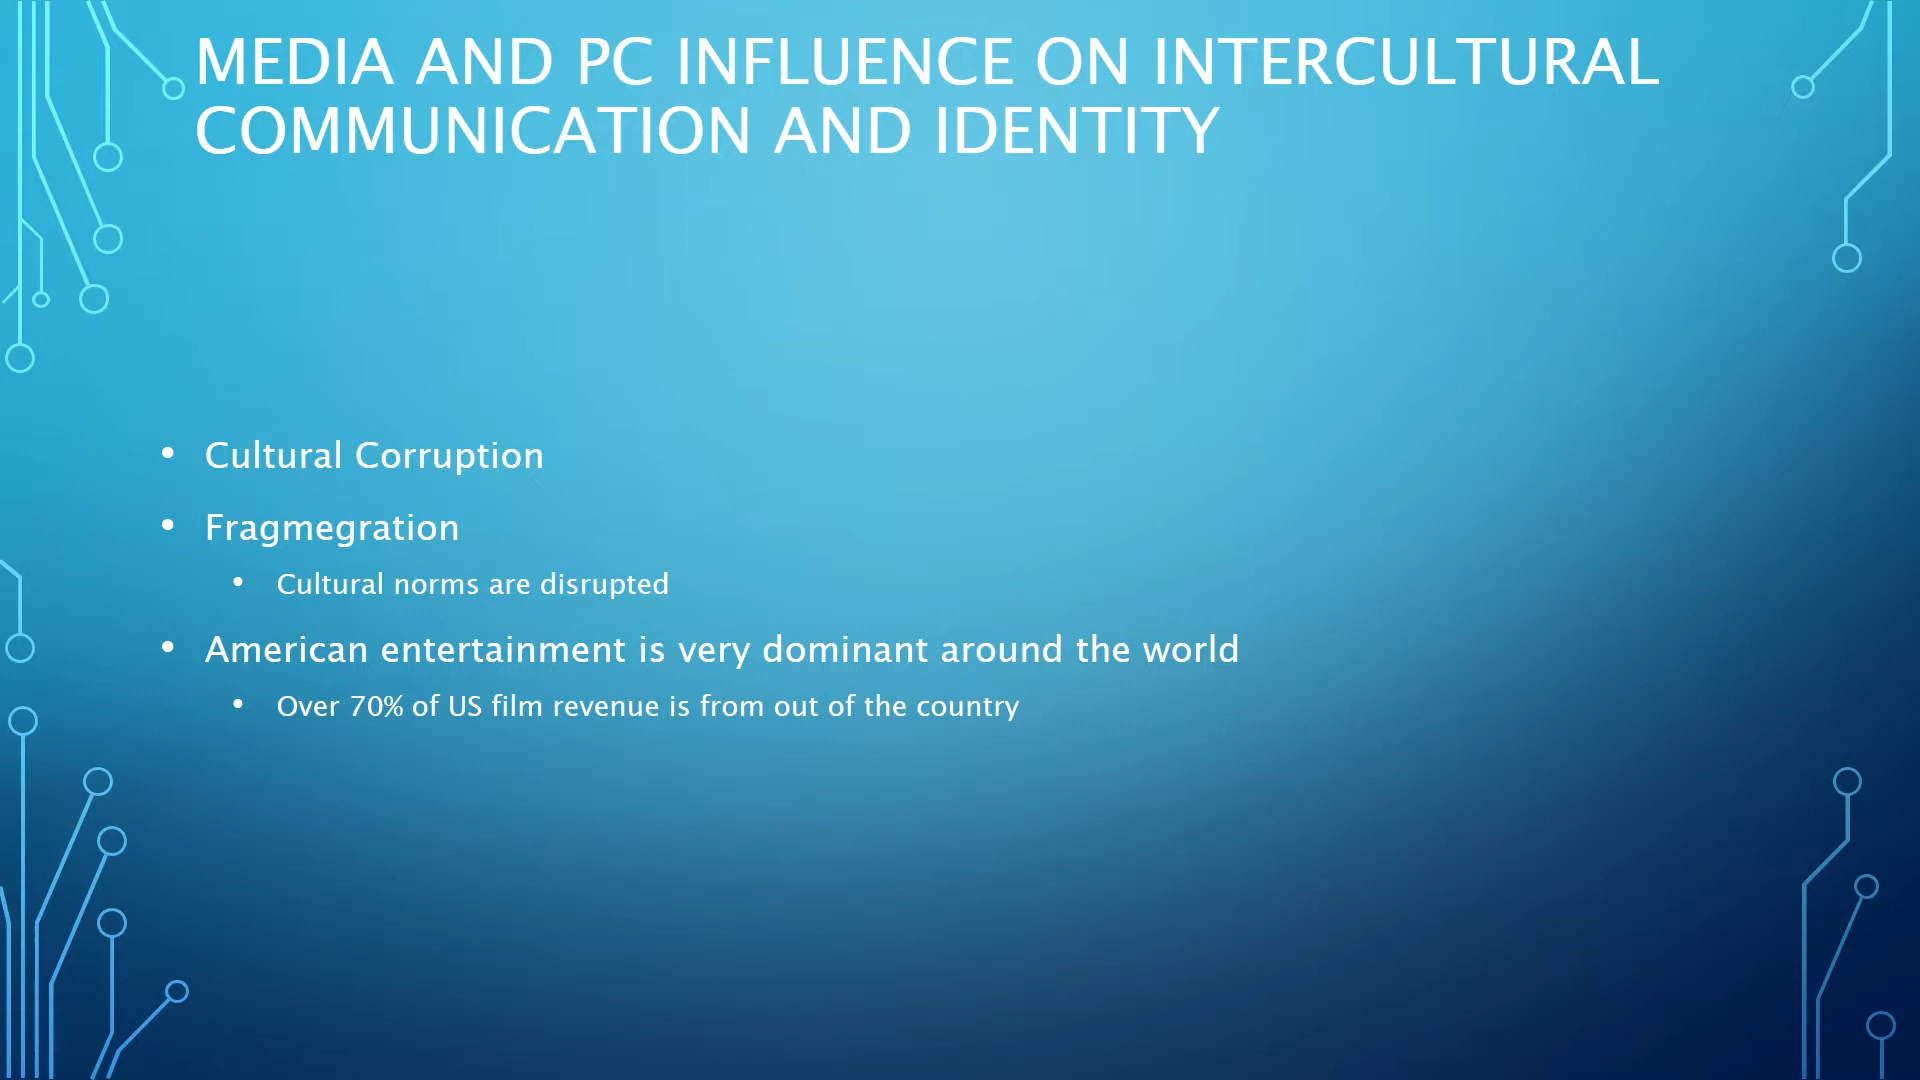 MEDIA AND PC INFLUENCE ON INTERCULTURAL
COMMUNICATION AND IDENTITY
• Cultural Corruption
• Fragmegration
• Cultural norms are disrupted
• American entertainment is very dominant around the world
• Over 70% of US film revenue is from out of the country